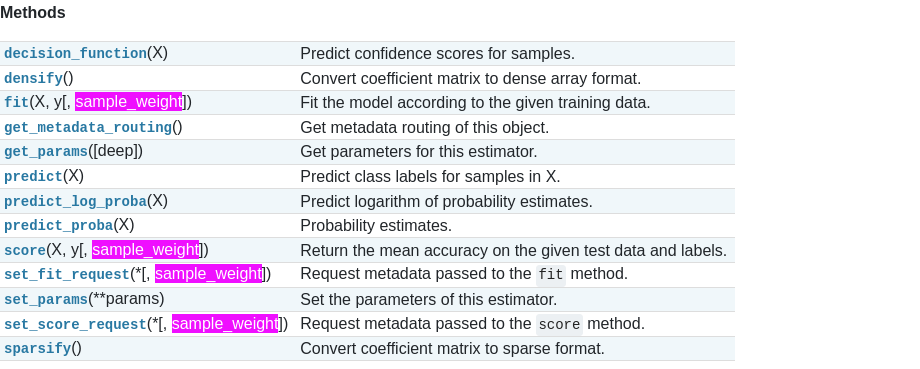 Methods
decision_function(X) Predict confidence scores for samples.
densify() Convert coefficient matrix to dense array format.
fit(X, y[, sample_weight]) Fit the model according to the given training data.
get_metadata_routing() Get metadata routing of this object.
get_params([deep]) Get parameters for this estimator.
predict(X) Predict class labels for samples in X.
predict_log_proba(X) Predict logarithm of probability estimates.
predict_proba(X) Probability estimates.
score(X, y[, sample_weight]) Return the mean accuracy on the given test data and labels.
set_fit_request(*[, sample_weight]) Request metadata passed to the fit method.
set_params(**params) Set the parameters of this estimator.
set_score_request(*[, sample_weight]) Request metadata passed to the score method.
sparsify() Convert coefficient matrix to sparse format.